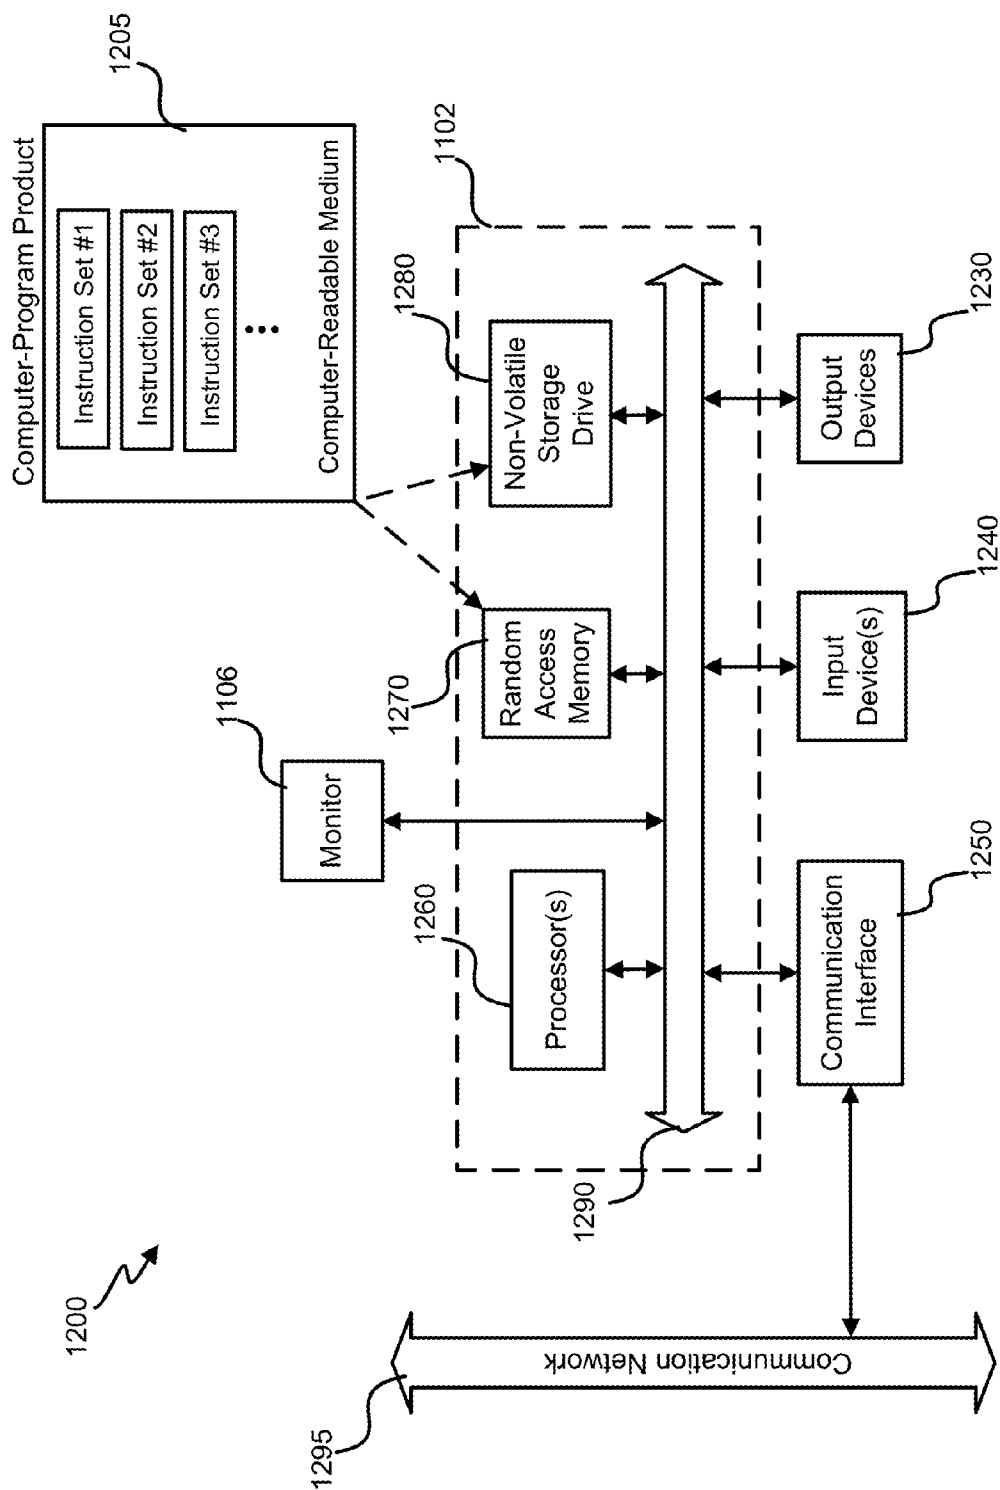 1200
1295
Communication Network
Computer-Program Product
Instruction Set #1
Instruction Set #2
Instruction Set #3
Computer-Readable Medium
1205
Monitor
1106
1102
Processor(s)
1260
Random
Access
Memory
1270
Non-Volatile
Storage
Drive
1280
1290
Communication
Interface
1250
Input
Device(s)
1240
Output
Devices
1230